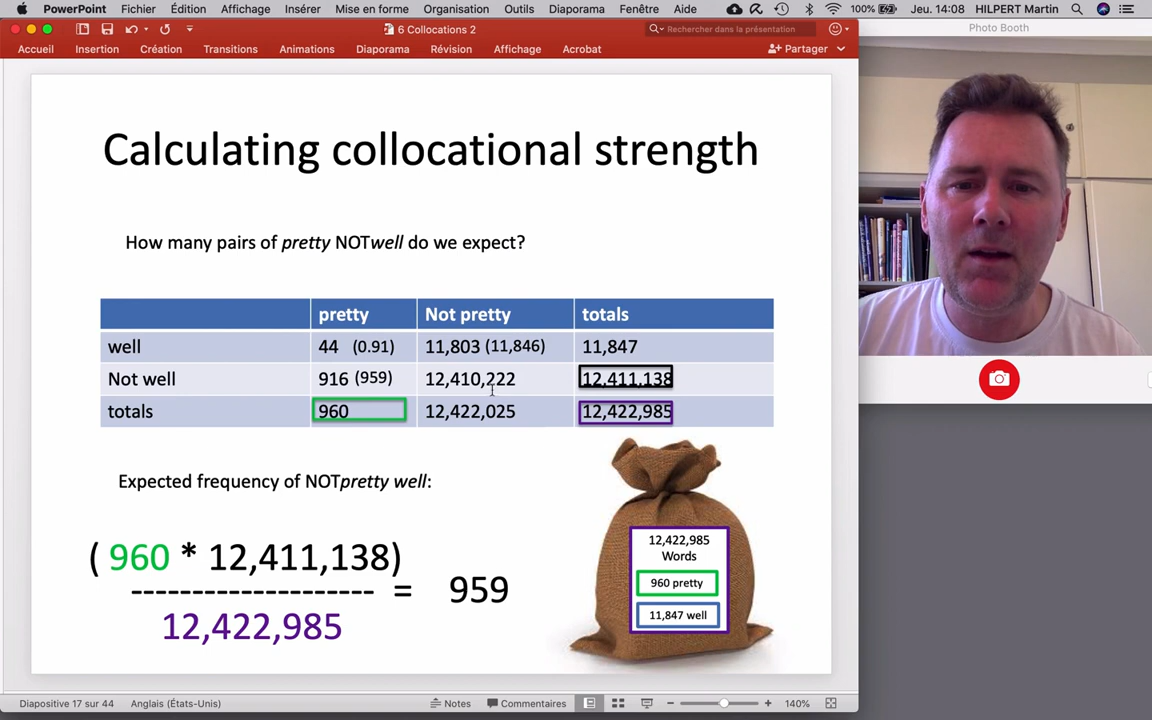 PowerPoint Fichier Édition Affichage Insérer Mise en forme Organisation Outils Diaporama Fenêtre Aide 100% Jeu. 14:08 HILPERT Martin
6 Collocations 2
Rechercher dans la présentation
Photo Booth
Accueil Insertion Création Transitions Animations Diaporama Révision Affichage Acrobat Partager
Calculating collocational strength
How many pairs of pretty NOTwell do we expect?
pretty Not pretty totals
well 44 (0.91) 11,803 (11,846) 11,847
Not well 916 (959) 12,410,222 12,411,138
totals 960 12,422,025 12,422,985
Expected frequency of NOTpretty well:
( 960 * 12,411,138)
-------------------- = 959
12,422,985
12,422,985
Words
960 pretty
11,847 well
Diapositive 17 sur 44 Anglais (États-Unis) Notes Commentaires 140%